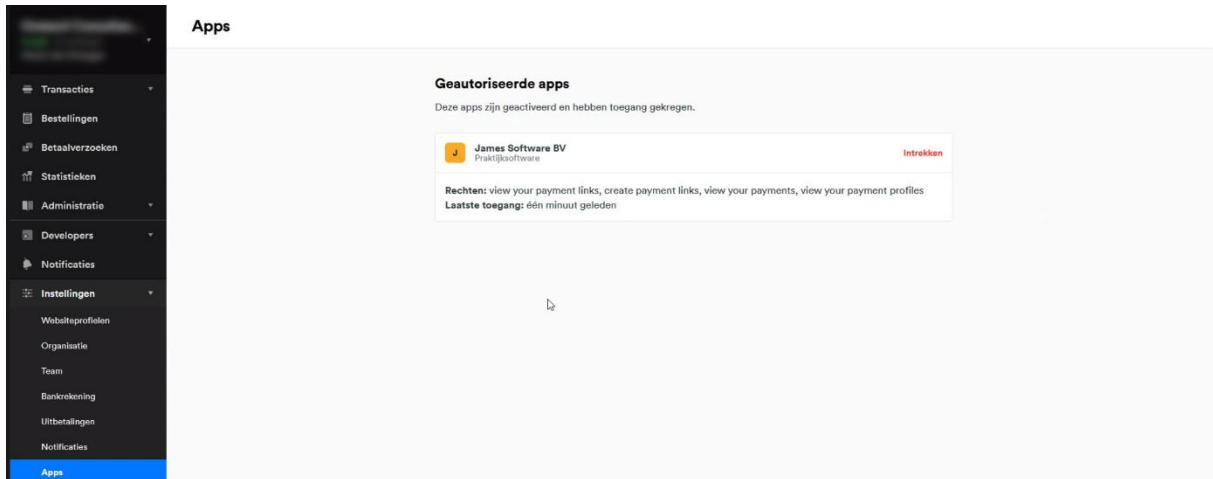 Apps
Transacties
Bestellingen
Betaalverzoeken
Statistieken
Administratie
Developers
Notificaties
Instellingen
Websiteprofielen
Organisatie
Team
Bankrekening
Uitbetalingen
Notificaties
Apps
Geautoriseerde apps
Deze apps zijn geactiveerd en hebben toegang gekregen.
J
James Software BV
Praktijksoftware
Intrekken
Rechten: view your payment links, create payment links, view your payments, view your payment profiles
Laatste toegang: één minuut geleden